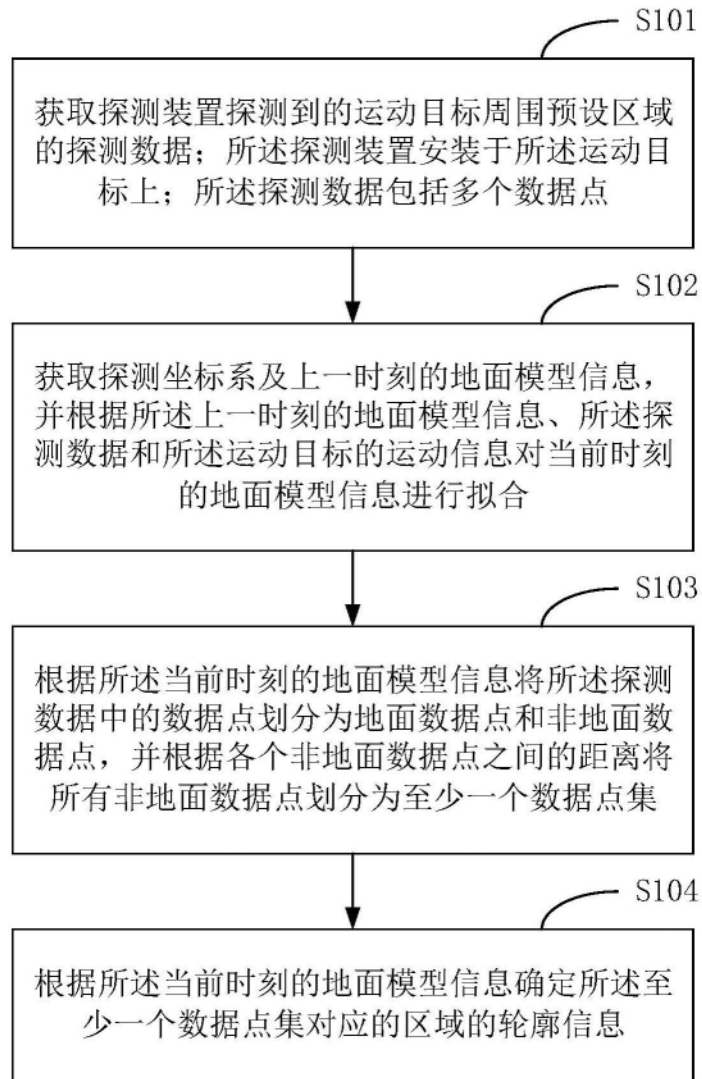 S101
获取探测装置探测到的运动目标周围预设区域
的探测数据；所述探测装置安装于所述运动目
标上；所述探测数据包括多个数据点
S102
获取探测坐标系及上一时刻的地面模型信息，
并根据所述上一时刻的地面模型信息、所述探
测数据和所述运动目标的运动信息对当前时刻
的地面模型信息进行拟合
S103
根据所述当前时刻的地面模型信息将所述探测
数据中的数据点划分为地面数据点和非地面数
据点，并根据各个非地面数据点之间的距离将
所有非地面数据点划分为至少一个数据点集
S104
根据所述当前时刻的地面模型信息确定所述至
少一个数据点集对应的区域的轮廓信息